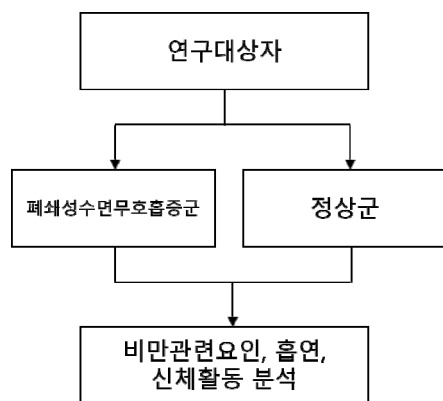 연구대상자
폐쇄성수면무호흡증군
정상군
비만관련요인, 흡연,
신체활동 분석